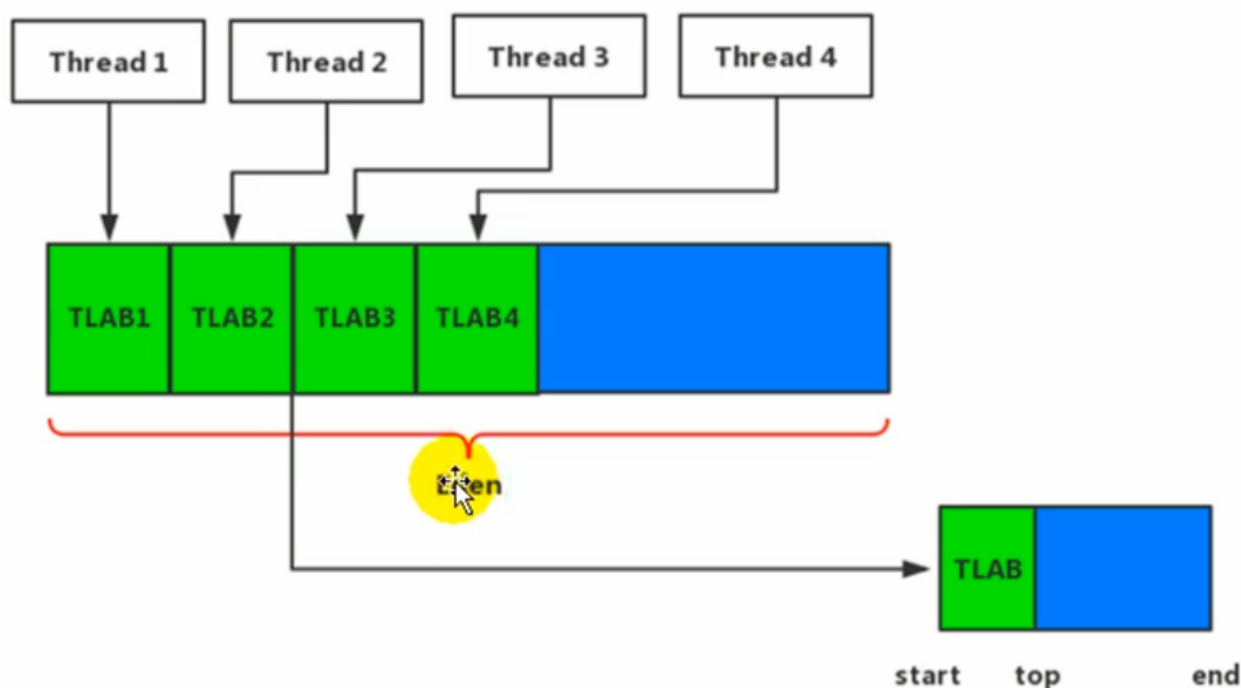 Thread 1
Thread 2
Thread 3
Thread 4
TLAB1
TLAB2
TLAB3
TLAB4
TLAB
start
top
end